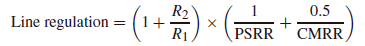 Line regulation = (1 + R2/R1) × (1/PSRR + 0.5/CMRR)